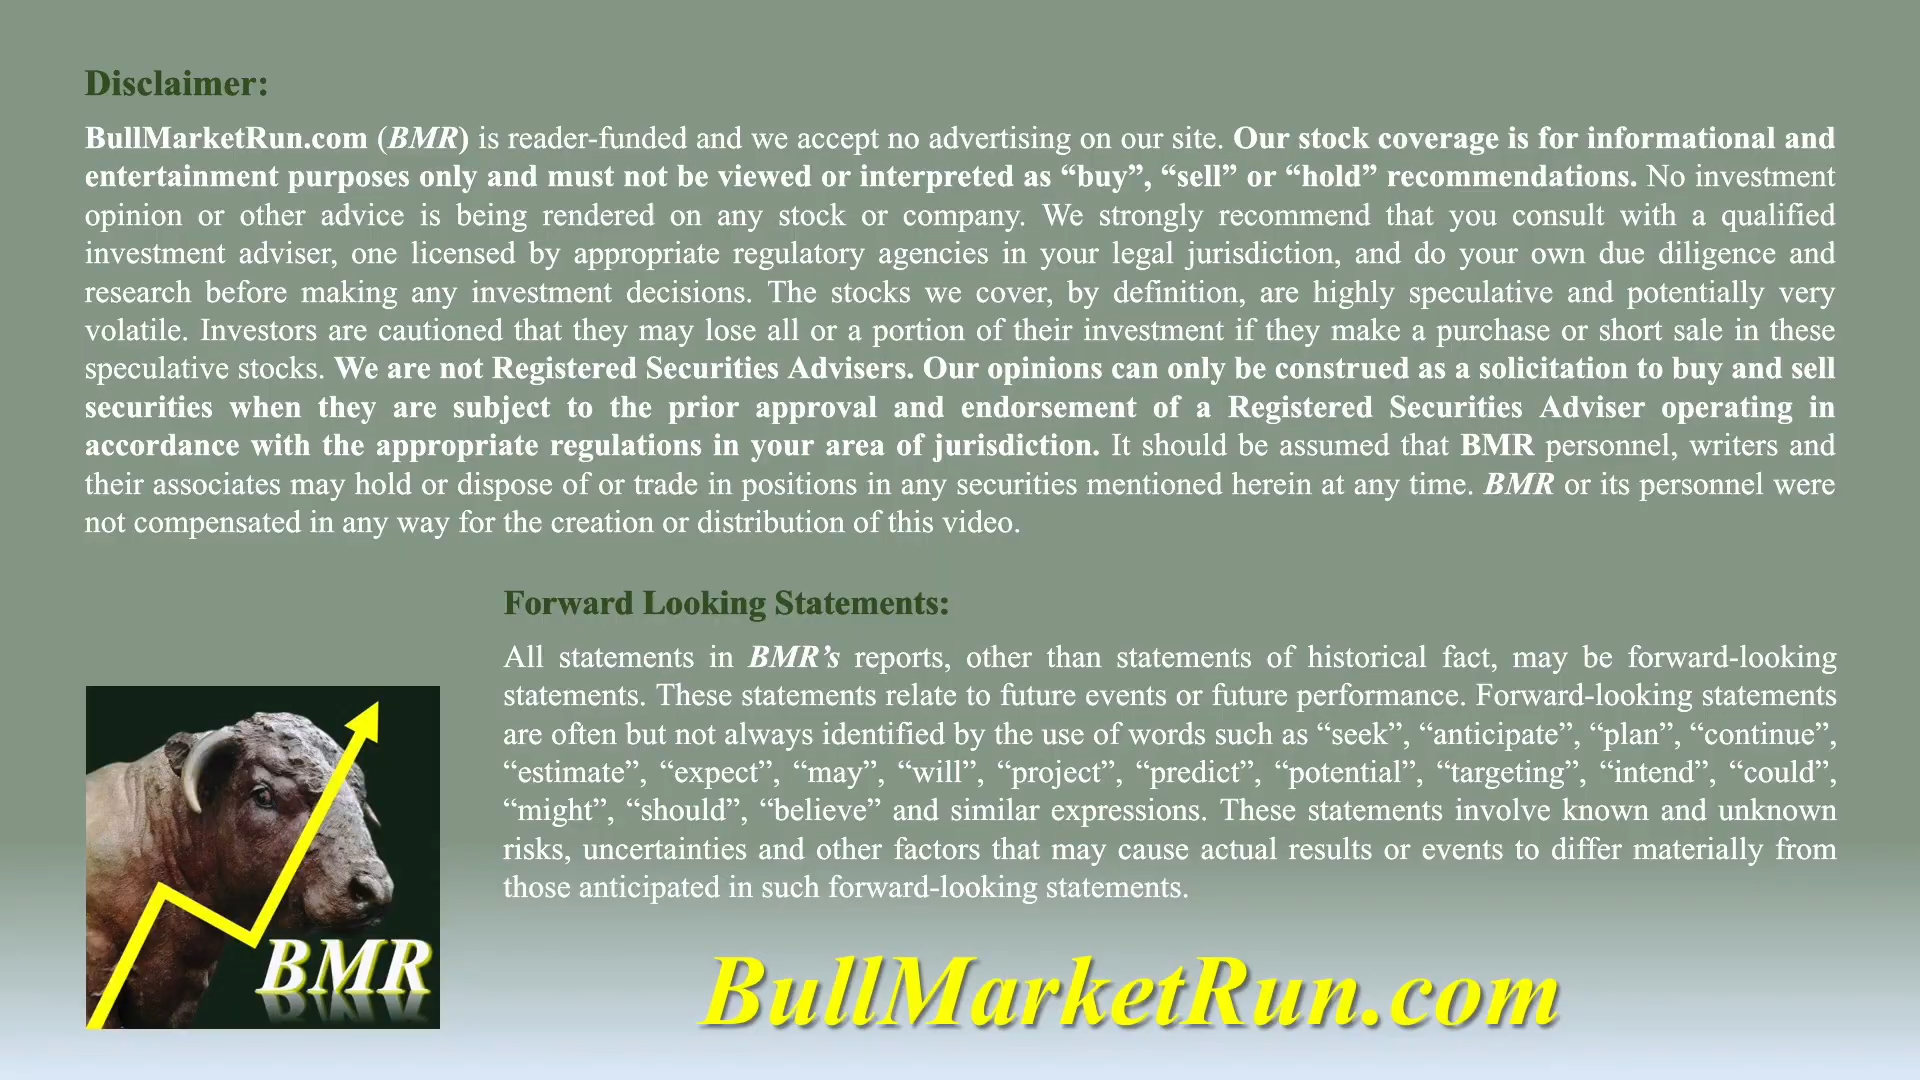 Disclaimer:
BullMarketRun.com (BMR) is reader-funded and we accept no advertising on our site. Our stock coverage is for informational and
entertainment purposes only and must not be viewed or interpreted as “buy”, “sell” or “hold” recommendations. No investment
opinion or other advice is being rendered on any stock or company. We strongly recommend that you consult with a qualified
investment adviser, one licensed by appropriate regulatory agencies in your legal jurisdiction, and do your own due diligence and
research before making any investment decisions. The stocks we cover, by definition, are highly speculative and potentially very
volatile. Investors are cautioned that they may lose all or a portion of their investment if they make a purchase or short sale in these
speculative stocks. We are not Registered Securities Advisers. Our opinions can only be construed as a solicitation to buy and sell
securities when they are subject to the prior approval and endorsement of a Registered Securities Adviser operating in
accordance with the appropriate regulations in your area of jurisdiction. It should be assumed that BMR personnel, writers and
their associates may hold or dispose of or trade in positions in any securities mentioned herein at any time. BMR or its personnel were
not compensated in any way for the creation or distribution of this video.
Forward Looking Statements:
All statements in BMR’s reports, other than statements of historical fact, may be forward-looking
statements. These statements relate to future events or future performance. Forward-looking statements
are often but not always identified by the use of words such as “seek”, “anticipate”, “plan”, “continue”,
“estimate”, “expect”, “may”, “will”, “project”, “predict”, “potential”, “targeting”, “intend”, “could”,
“might”, “should”, “believe” and similar expressions. These statements involve known and unknown
risks, uncertainties and other factors that may cause actual results or events to differ materially from
those anticipated in such forward-looking statements.
BMR
BullMarketRun.com